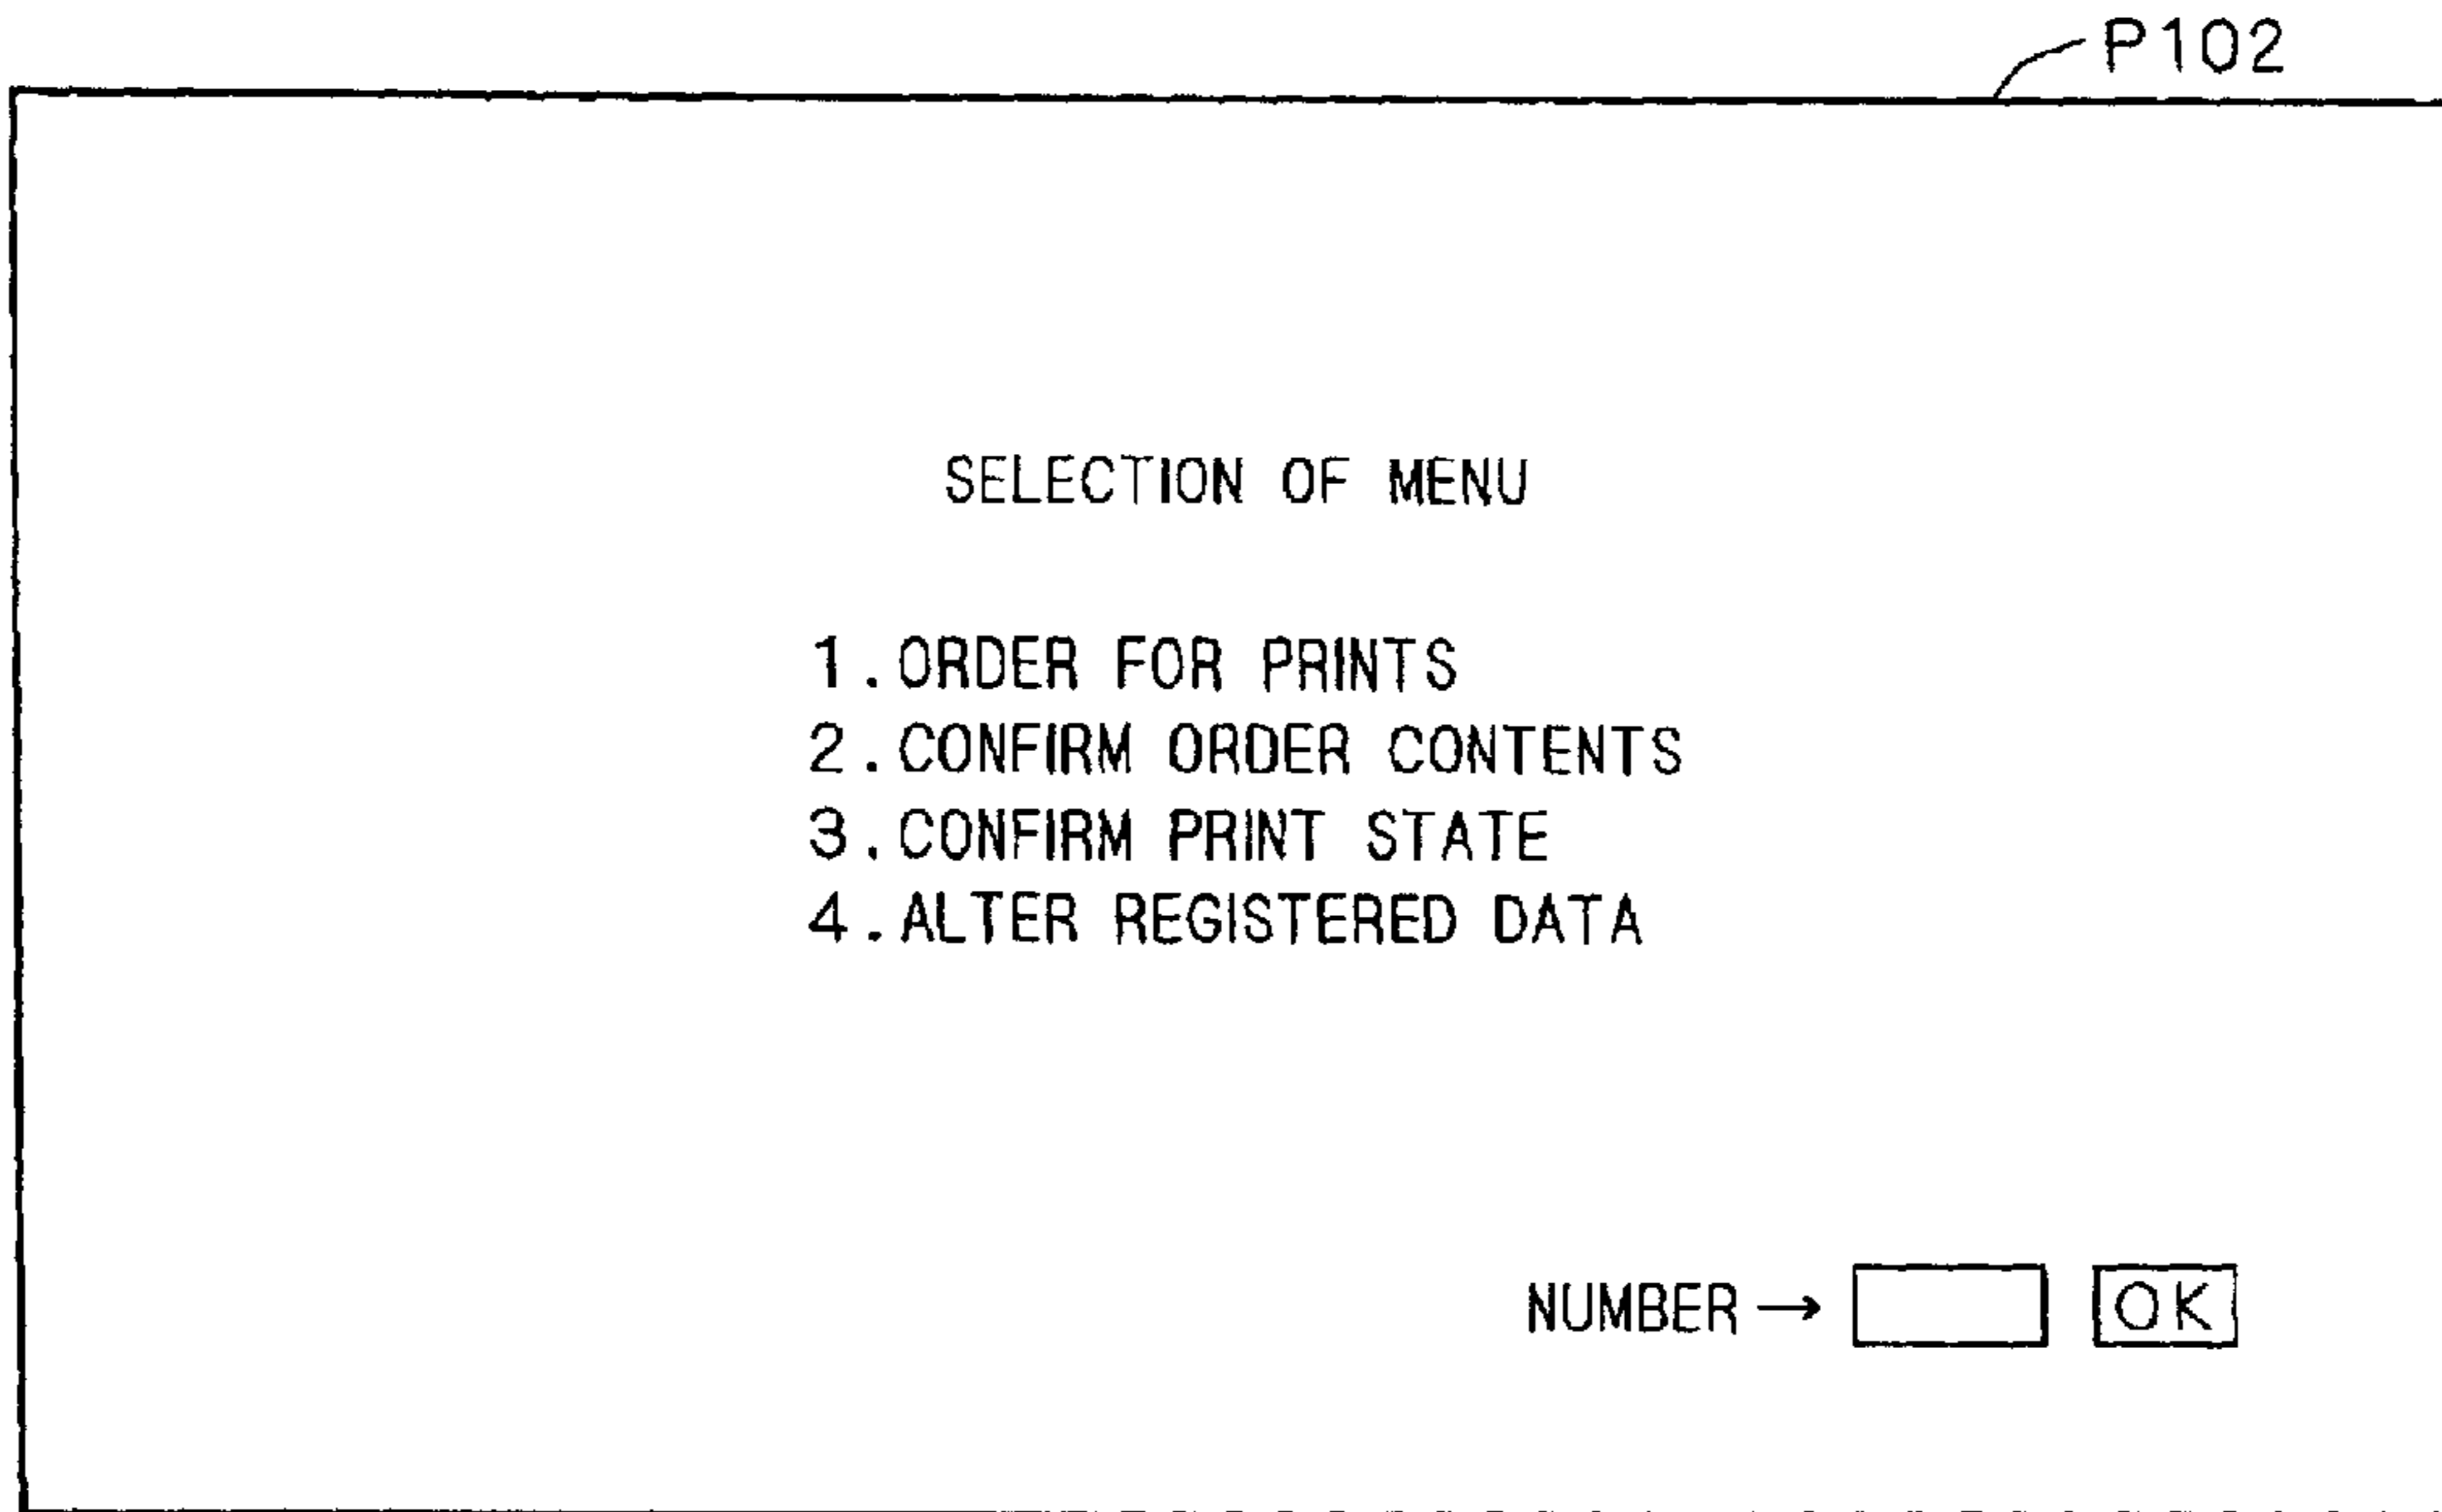 P102
SELECTION OF MENU
1.ORDER FOR PRINTS
2.CONFIRM ORDER CONTENTS
3.CONFIRM PRINT STATE
4.ALTER REGISTERED DATA
NUMBER→ OK